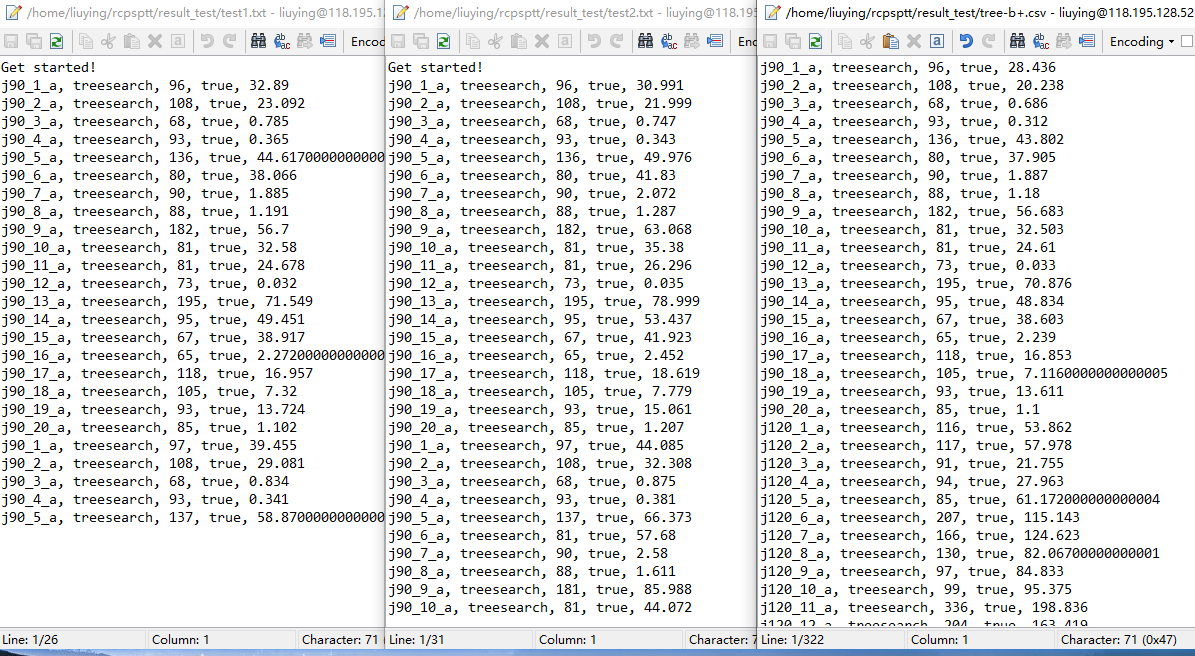 /home/liuying/rcpsptt/result_test/test1.txt - liuying@118.195.1
Encod
Get started!
j90_1_a, treesearch, 96, true, 32.89
j90_2_a, treesearch, 108, true, 23.092
j90_3_a, treesearch, 68, true, 0.785
j90_4_a, treesearch, 93, true, 0.365
j90_5_a, treesearch, 136, true, 44.6170000000000
j90_6_a, treesearch, 80, true, 38.066
j90_7_a, treesearch, 90, true, 1.885
j90_8_a, treesearch, 88, true, 1.191
j90_9_a, treesearch, 182, true, 56.7
j90_10_a, treesearch, 81, true, 32.58
j90_11_a, treesearch, 81, true, 24.678
j90_12_a, treesearch, 73, true, 0.032
j90_13_a, treesearch, 195, true, 71.549
j90_14_a, treesearch, 95, true, 49.451
j90_15_a, treesearch, 67, true, 38.917
j90_16_a, treesearch, 65, true, 2.2720000000000
j90_17_a, treesearch, 118, true, 16.957
j90_18_a, treesearch, 105, true, 7.32
j90_19_a, treesearch, 93, true, 13.724
j90_20_a, treesearch, 85, true, 1.102
j90_1_a, treesearch, 97, true, 39.455
j90_2_a, treesearch, 108, true, 29.081
j90_3_a, treesearch, 68, true, 0.834
j90_4_a, treesearch, 93, true, 0.341
j90_5_a, treesearch, 137, true, 58.8700000000000
Line: 1/26 Column: 1 Character: 71
/home/liuying/rcpsptt/result_test/test2.txt - liuying@118.195
En
Get started!
j90_1_a, treesearch, 96, true, 30.991
j90_2_a, treesearch, 108, true, 21.999
j90_3_a, treesearch, 68, true, 0.747
j90_4_a, treesearch, 93, true, 0.343
j90_5_a, treesearch, 136, true, 49.976
j90_6_a, treesearch, 80, true, 41.83
j90_7_a, treesearch, 90, true, 2.072
j90_8_a, treesearch, 88, true, 1.287
j90_9_a, treesearch, 182, true, 63.068
j90_10_a, treesearch, 81, true, 35.38
j90_11_a, treesearch, 81, true, 26.296
j90_12_a, treesearch, 73, true, 0.035
j90_13_a, treesearch, 195, true, 78.999
j90_14_a, treesearch, 95, true, 53.437
j90_15_a, treesearch, 67, true, 41.923
j90_16_a, treesearch, 65, true, 2.452
j90_17_a, treesearch, 118, true, 18.619
j90_18_a, treesearch, 105, true, 7.779
j90_19_a, treesearch, 93, true, 15.061
j90_20_a, treesearch, 85, true, 1.207
j90_1_a, treesearch, 97, true, 44.085
j90_2_a, treesearch, 108, true, 32.308
j90_3_a, treesearch, 68, true, 0.875
j90_4_a, treesearch, 93, true, 0.381
j90_5_a, treesearch, 137, true, 66.373
j90_6_a, treesearch, 81, true, 57.68
j90_7_a, treesearch, 90, true, 2.58
j90_8_a, treesearch, 88, true, 1.611
j90_9_a, treesearch, 181, true, 85.988
j90_10_a, treesearch, 81, true, 44.072
Line: 1/31 Column: 1 Character: 7
/home/liuying/rcpsptt/result_test/tree-b+.csv - liuying@118.195.128.52
Encoding
j90_1_a, treesearch, 96, true, 28.436
j90_2_a, treesearch, 108, true, 20.238
j90_3_a, treesearch, 68, true, 0.686
j90_4_a, treesearch, 93, true, 0.312
j90_5_a, treesearch, 136, true, 43.802
j90_6_a, treesearch, 80, true, 37.905
j90_7_a, treesearch, 90, true, 1.887
j90_8_a, treesearch, 88, true, 1.18
j90_9_a, treesearch, 182, true, 56.683
j90_10_a, treesearch, 81, true, 32.503
j90_11_a, treesearch, 81, true, 24.61
j90_12_a, treesearch, 73, true, 0.033
j90_13_a, treesearch, 195, true, 70.876
j90_14_a, treesearch, 95, true, 48.834
j90_15_a, treesearch, 67, true, 38.603
j90_16_a, treesearch, 65, true, 2.239
j90_17_a, treesearch, 118, true, 16.853
j90_18_a, treesearch, 105, true, 7.1160000000000005
j90_19_a, treesearch, 93, true, 13.611
j90_20_a, treesearch, 85, true, 1.1
j120_1_a, treesearch, 116, true, 53.862
j120_2_a, treesearch, 117, true, 57.978
j120_3_a, treesearch, 91, true, 21.755
j120_4_a, treesearch, 94, true, 27.963
j120_5_a, treesearch, 85, true, 61.172000000000004
j120_6_a, treesearch, 207, true, 115.143
j120_7_a, treesearch, 166, true, 124.623
j120_8_a, treesearch, 130, true, 82.06700000000001
j120_9_a, treesearch, 97, true, 84.833
j120_10_a, treesearch, 99, true, 95.375
j120_11_a, treesearch, 336, true, 198.836
j120_12_a, treesearch, 204, true, 163.419
Line: 1/322 Column: 1 Character: 71 (0x47)